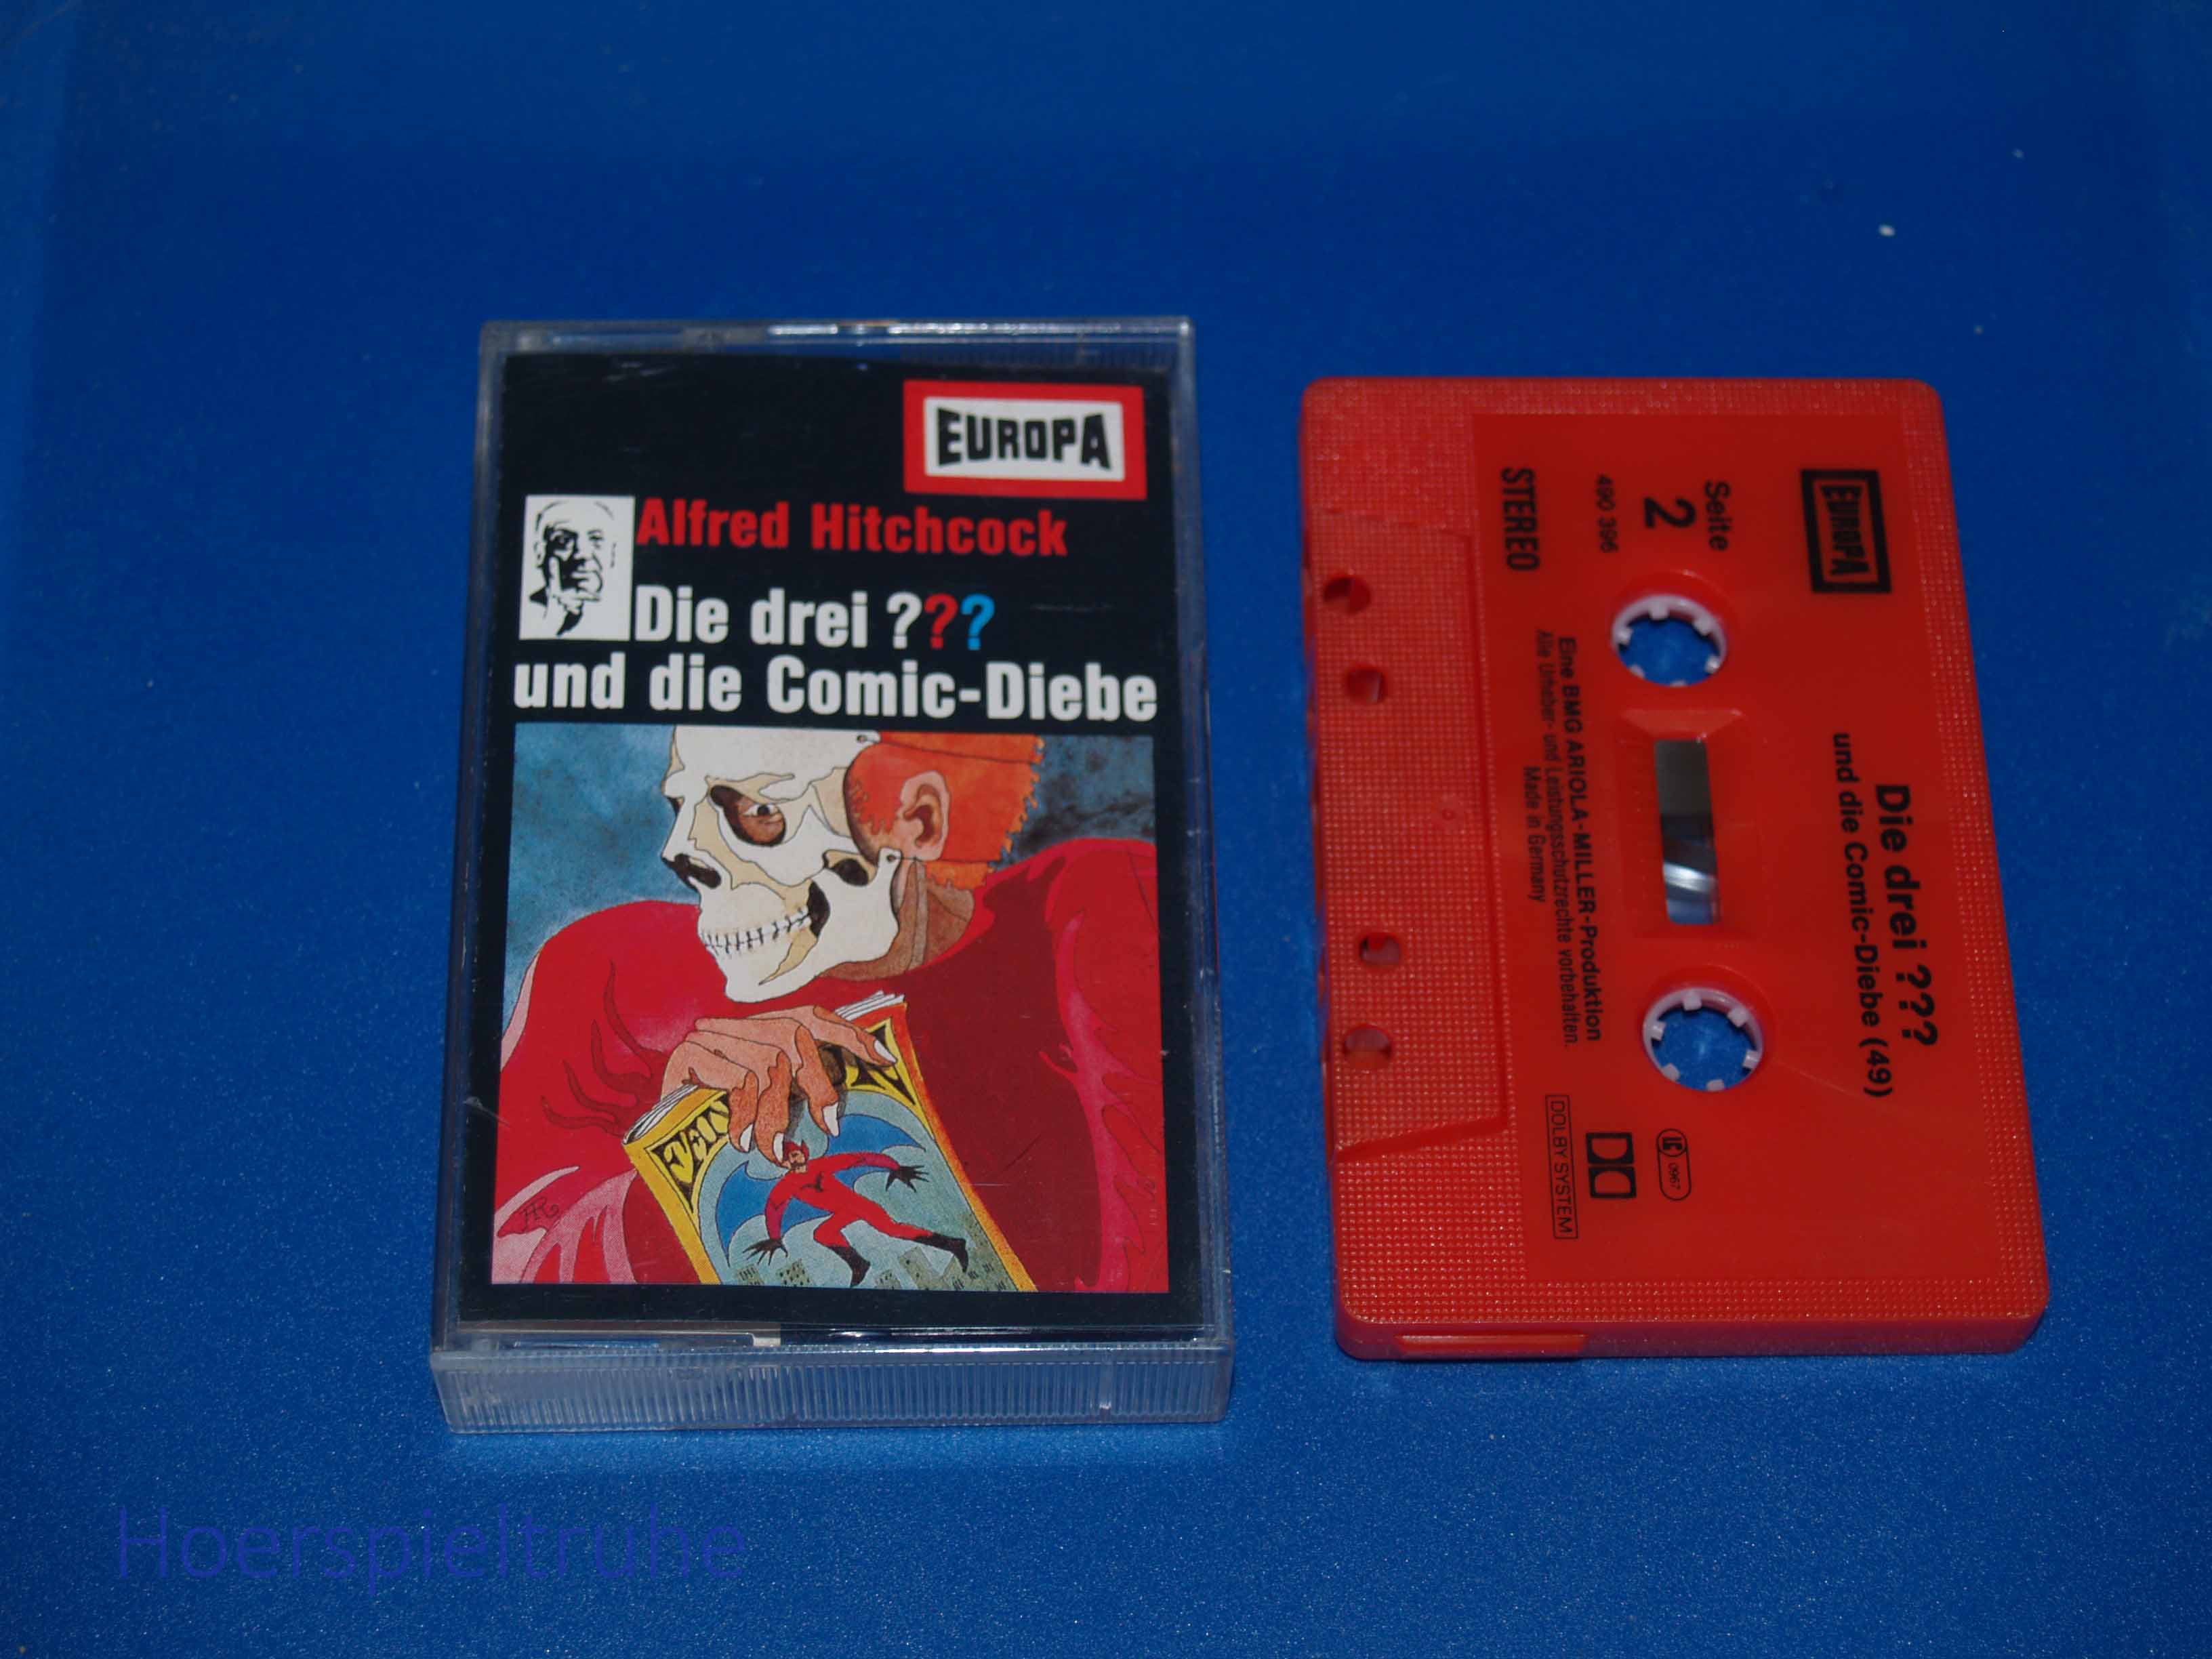 EUROPA
Alfred Hitchcock
Die drei ???
und die Comic-Diebe
EUROPA
Die drei ???
und die Comic-Diebe (49)
Seite
2
490 396
STEREO
Eine BMG ARIOLA-MILLER-Produktion
Alle Urheber- und Leistungsschutzrechte vorbehalten.
Made in Germany
LC
0967
DOLBY SYSTEM
Hoerspieltruhe